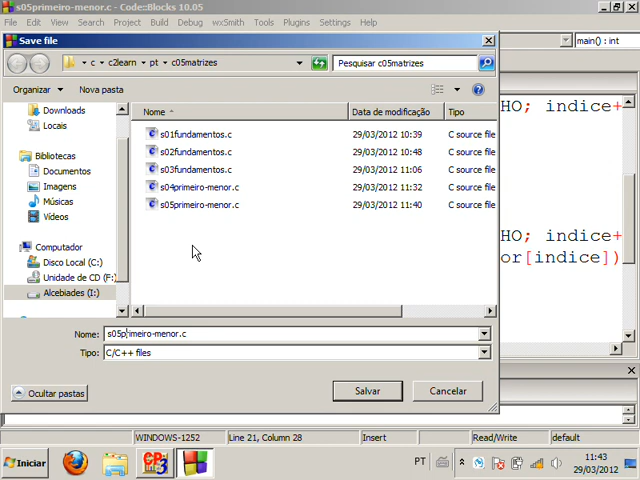 s05primeiro-menor.c - Code::Blocks 10.05
File Edit View Search Project Build Debug wxSmith Tools Plugins Settings Help
Save file
main() : int
c c2learn pt c05matrizes
Pesquisar c05matrizes
Organizar Nova pasta
Downloads
Locais
Bibliotecas
Documentos
Imagens
Músicas
Vídeos
Computador
Disco Local (C:)
Unidade de CD (F:)
Alcebiades (I:)
Nome Data de modificação Tipo
s01fundamentos.c 29/03/2012 10:39 C source file
s02fundamentos.c 29/03/2012 10:48 C source file
s03fundamentos.c 29/03/2012 11:06 C source file
s04primeiro-menor.c 29/03/2012 11:32 C source file
s05primeiro-menor.c 29/03/2012 11:40 C source file
HO; indice+
HO; indice+
or[indice])
Nome: s05primeiro-menor.c
Tipo: C/C++ files
Ocultar pastas Salvar Cancelar
WINDOWS-1252 Line 21, Column 28 Insert Read/Write default
Iniciar PT 11:43
29/03/2012